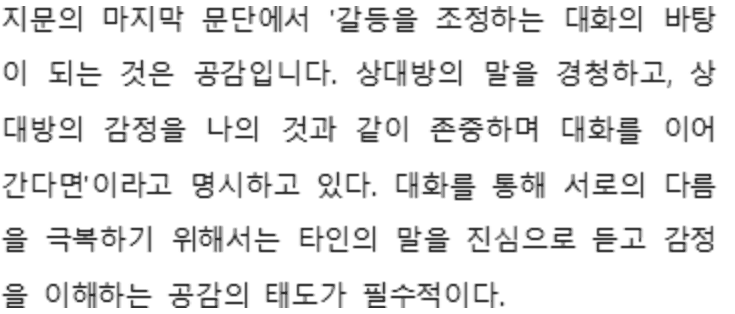 지문의 마지막 문단에서 '갈등을 조정하는 대화의 바탕
이 되는 것은 공감입니다. 상대방의 말을 경청하고, 상
대방의 감정을 나의 것과 같이 존중하며 대화를 이어
간다면'이라고 명시하고 있다. 대화를 통해 서로의 다름
을 극복하기 위해서는 타인의 말을 진심으로 듣고 감정
을 이해하는 공감의 태도가 필수적이다.